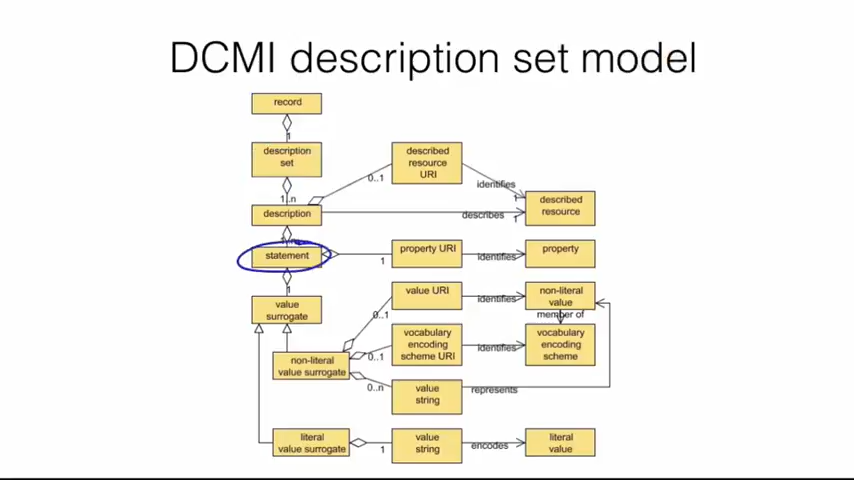 DCMI description set model
record
1
description
set
1..n
description
statement
1
value
surrogate
non-literal
value surrogate
literal
value surrogate
0..1
described
resource
URI
identifies
1
described
resource
describes
1
1
property URI
identifies
property
0..1
value URI
identifies
non-literal
value
member of
0..1
vocabulary
encoding
scheme URI
identifies
vocabulary
encoding
scheme
0..n
value
string
represents
1
value
string
encodes
literal
value